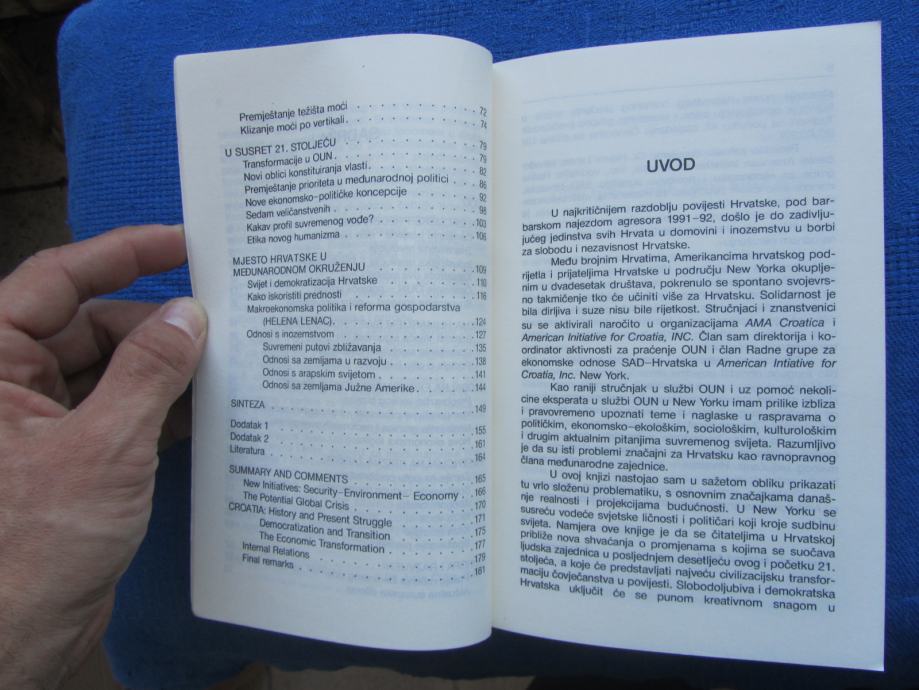 Premještanje težišta moći . . . . . . . . . . . . . 72
Klizanje moći po vertikali . . . . . . . . . . . . . 74
U SUSRET 21. STOLJEĆU . . . . . . . . . . . . . 79
Transformacije u OUN . . . . . . . . . . . . . 79
Novi oblici konstituiranja vlasti . . . . . . . . . . . . . 82
Premještanje prioriteta u međunarodnoj politici . . . 86
Nove ekonomsko-političke koncepcije . . . . . . . 92
Sedam veličanstvenih . . . . . . . . . . . . . 98
Kakav profil suvremenog vođe? . . . . . . . . . . 103
Etika novog humanizma . . . . . . . . . . . . . 106
MJESTO HRVATSKE U
MEĐUNARODNOM OKRUŽENJU . . . . . . . . . . 109
Svijet i demokratizacija Hrvatske . . . . . . . . . . 110
Kako iskoristiti prednosti . . . . . . . . . . . . . 116
Makroekonomska politika i reforma gospodarstva
(HELENA LENAC) . . . . . . . . . . . . . 124
Odnosi s inozemstvom . . . . . . . . . . . . . 127
Suvremeni putovi zbližavanja . . . . . . . . . . 135
Odnosi sa zemljama u razvoju . . . . . . . . . . 138
Odnosi s arapskim svijetom . . . . . . . . . . 141
Odnosi sa zemljama Južne Amerike . . . . . . . 144
SINTEZA . . . . . . . . . . . . . 149
Dodatak 1 . . . . . . . . . . . . . 155
Dodatak 2 . . . . . . . . . . . . . 161
Literatura . . . . . . . . . . . . . 164
SUMMARY AND COMMENTS . . . . . . . . . . 165
New Initiatives: Security–Environment– Economy . . 166
The Potential Global Crisis . . . . . . . . . . 170
CROATIA: History and Present Struggle . . . . . . . 171
Democratization and Transition . . . . . . . . . . 175
The Economic Transformation . . . . . . . . . . 177
Internal Relations . . . . . . . . . . . . . 179
Final remarks . . . . . . . . . . . . . 181
UVOD
U najkritičnijem razdoblju povijesti Hrvatske, pod bar-
barskom najezdom agresora 1991–92, došlo je do zadivlju-
jućeg jedinstva svih Hrvata u domovini i inozemstvu u borbi
za slobodu i nezavisnost Hrvatske.
Među brojnim Hrvatima, Amerikancima hrvatskog pod-
rijetla i prijateljima Hrvatske u području New Yorka okuplje-
nim u dvadesetak društava, pokrenulo se spontano svojevrs-
no takmičenje tko će učiniti više za Hrvatsku. Solidarnost je
bila dirljiva i suze nisu bile rijetkost. Stručnjaci i znanstvenici
su se aktivirali naročito u organizacijama AMA Croatica i
American Initiative for Croatia, INC. Član sam direktorija i ko-
ordinator aktivnosti za praćenje OUN i član Radne grupe za
ekonomske odnose SAD–Hrvatska u American Intiative for
Croatia, Inc. New York.
Kao raniji stručnjak u službi OUN i uz pomoć nekoli-
cine eksperata u službi OUN u New Yorku imam prilike izbliza
i pravovremeno upoznati teme i naglaske u raspravama o
političkim, ekonomsko-ekološkim, sociološkim, kulturološkim
i drugim aktualnim pitanjima suvremenog svijeta. Razumljivo
je da su isti problemi značajni za Hrvatsku kao ravnopravnog
člana međunarodne zajednice.
U ovoj knjizi nastojao sam u sažetom obliku prikazati
tu vrlo složenu problematiku, s osnovnim značajkama današ-
nje realnosti i projekcijama budućnosti. U New Yorku se
susreću vodeće svjetske ličnosti i političari koji kroje sudbinu
svijeta. Namjera ove knjige je da se čitateljima u Hrvatskoj
približe nova shvaćanja o promjenama s kojima se suočava
ljudska zajednica u posljednjem desetljeću ovog i početku 21.
stoljeća, a koje će predstavljati najveću civilizacijsku transfor-
maciju čovječanstva u povijesti. Slobodoljubiva i demokratska
Hrvatska uključit će se punom kreativnom snagom u